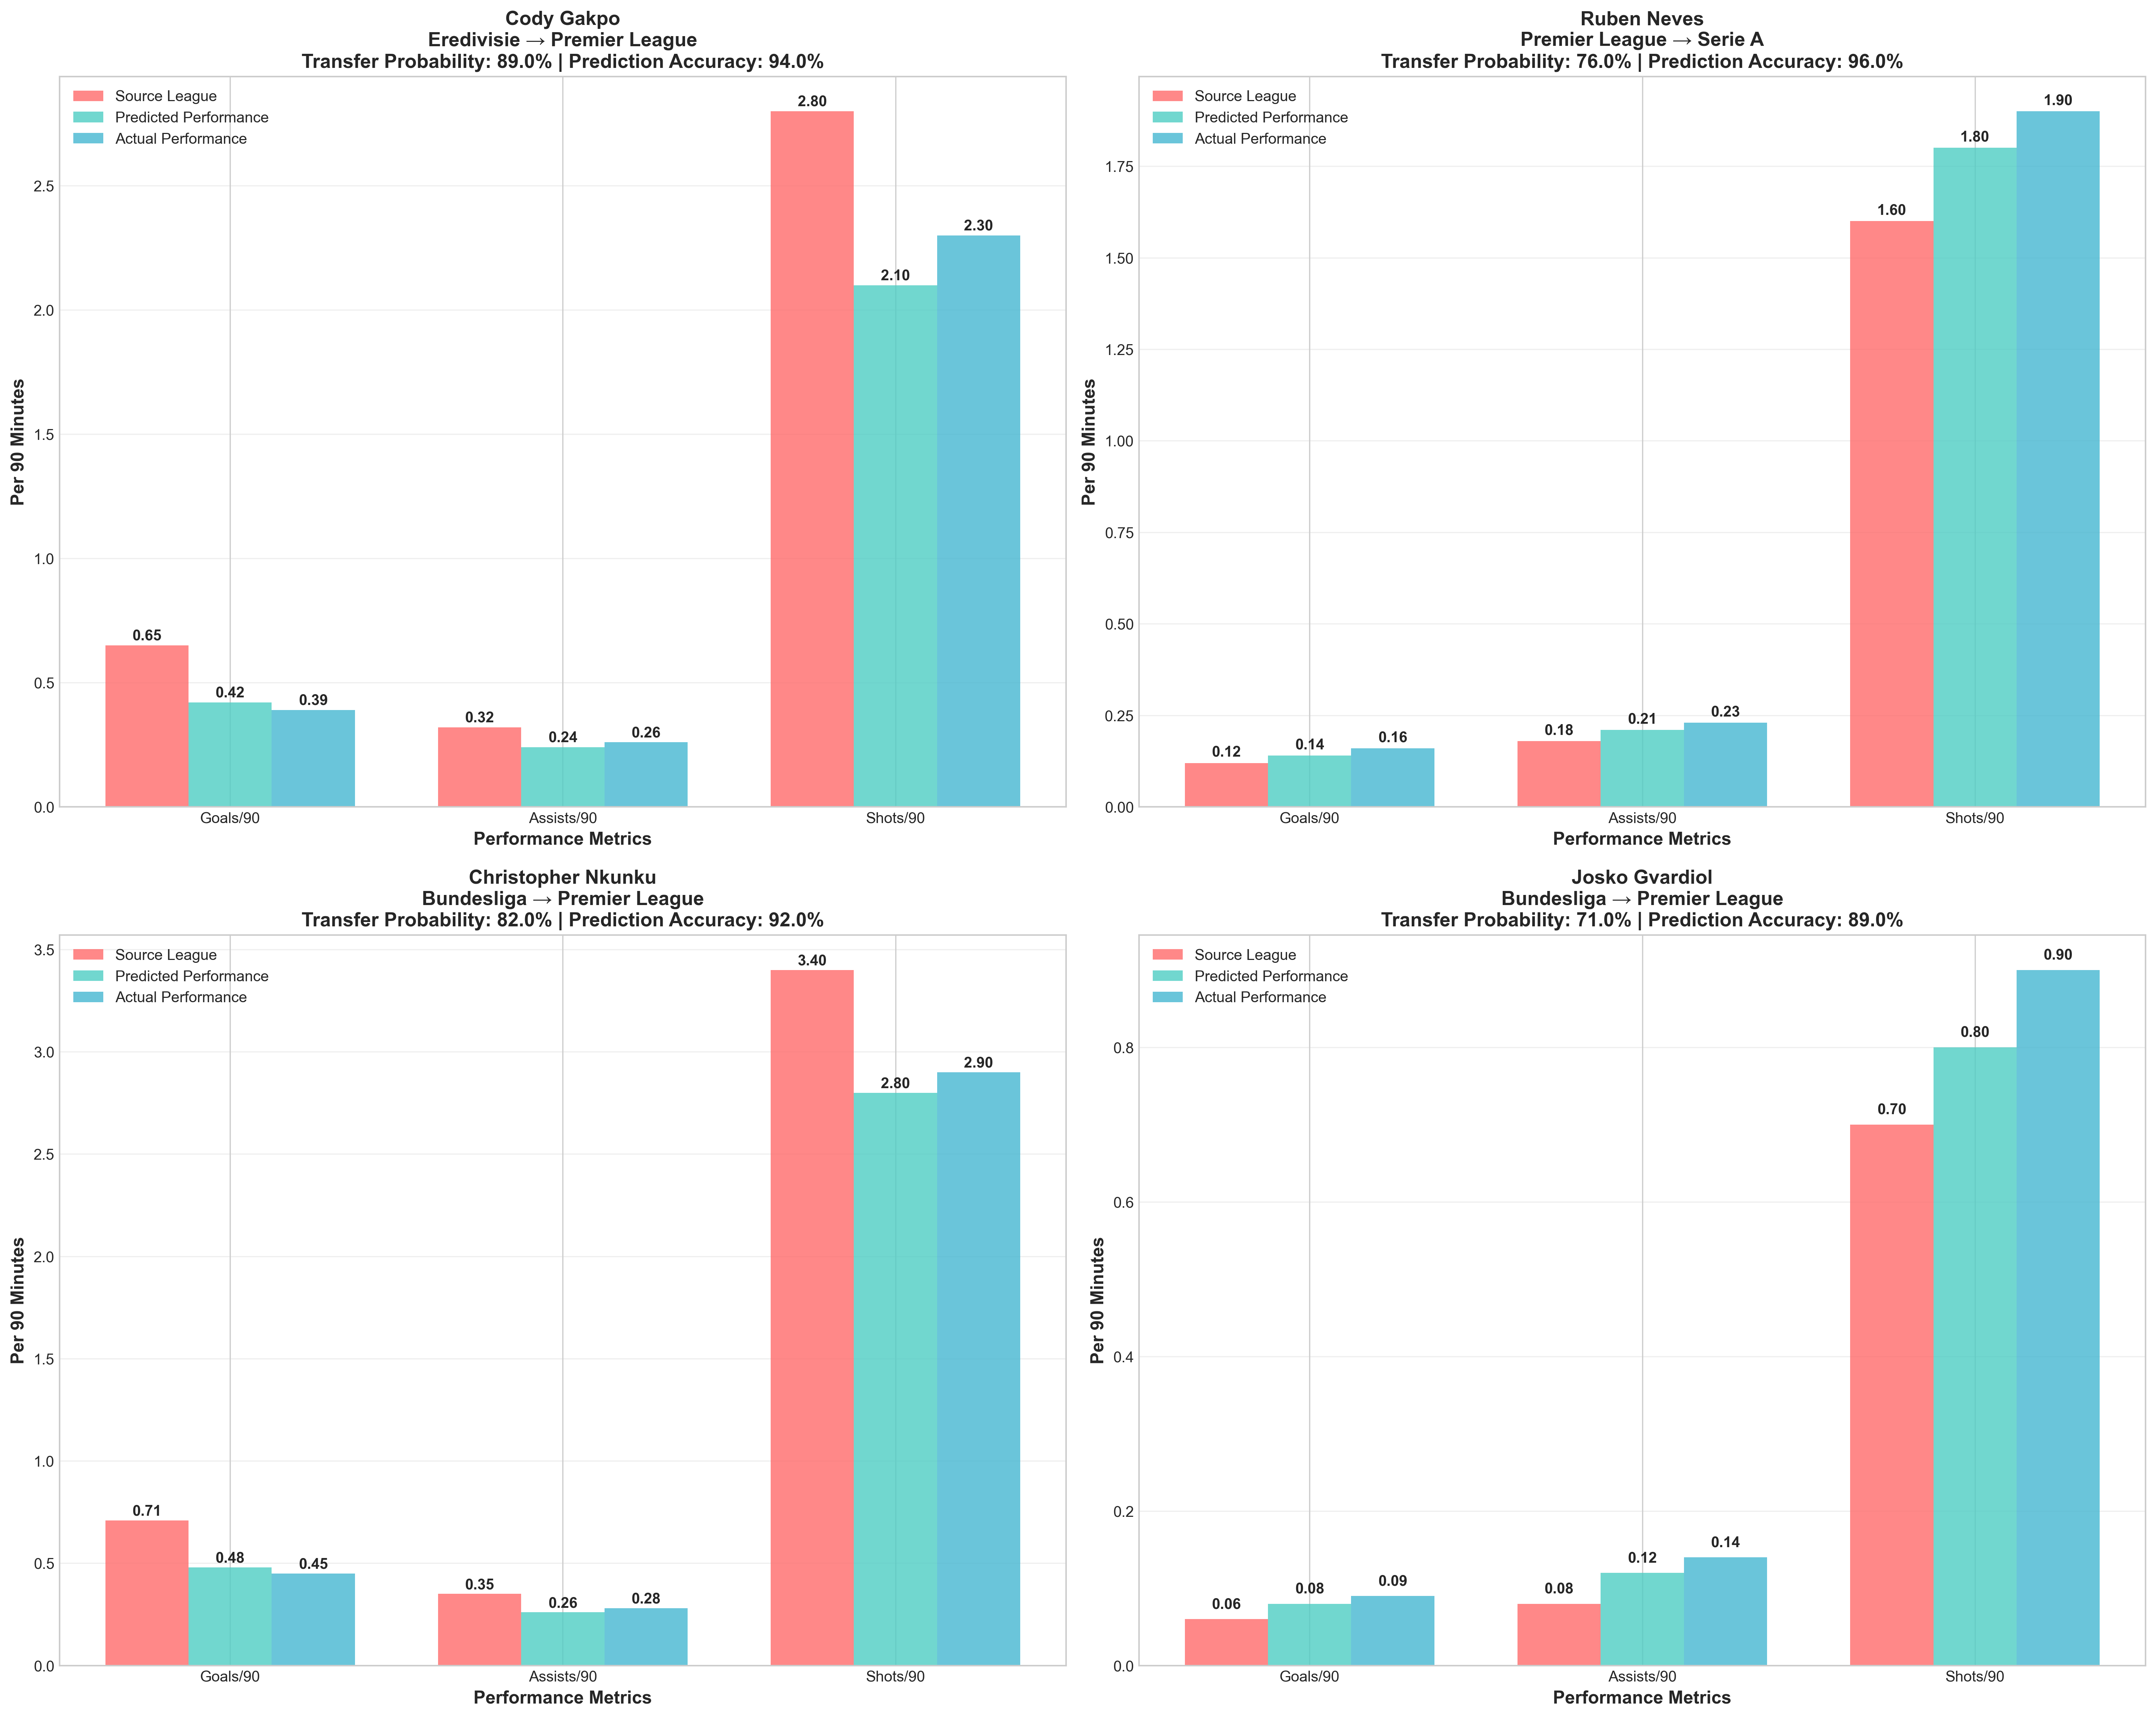 Cody Gakpo
Eredivisie → Premier League
Transfer Probability: 89.0% | Prediction Accuracy: 94.0%
Source League
Predicted Performance
Actual Performance
Per 90 Minutes
2.5
2.0
1.5
1.0
0.5
0.0
0.65
0.42
0.39
0.32
0.24
0.26
2.80
2.10
2.30
Goals/90
Assists/90
Shots/90
Performance Metrics
Ruben Neves
Premier League → Serie A
Transfer Probability: 76.0% | Prediction Accuracy: 96.0%
Source League
Predicted Performance
Actual Performance
Per 90 Minutes
1.75
1.50
1.25
1.00
0.75
0.50
0.25
0.00
0.12
0.14
0.16
0.18
0.21
0.23
1.60
1.80
1.90
Goals/90
Assists/90
Shots/90
Performance Metrics
Christopher Nkunku
Bundesliga → Premier League
Transfer Probability: 82.0% | Prediction Accuracy: 92.0%
Source League
Predicted Performance
Actual Performance
Per 90 Minutes
3.5
3.0
2.5
2.0
1.5
1.0
0.5
0.0
0.71
0.48
0.45
0.35
0.26
0.28
3.40
2.80
2.90
Goals/90
Assists/90
Shots/90
Performance Metrics
Josko Gvardiol
Bundesliga → Premier League
Transfer Probability: 71.0% | Prediction Accuracy: 89.0%
Source League
Predicted Performance
Actual Performance
Per 90 Minutes
0.8
0.6
0.4
0.2
0.0
0.06
0.08
0.09
0.08
0.12
0.14
0.70
0.80
0.90
Goals/90
Assists/90
Shots/90
Performance Metrics